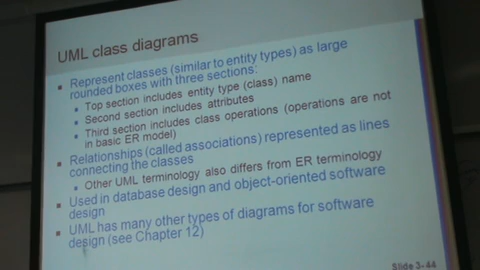 UML class diagrams
Represent classes (similar to entity types) as large
rounded boxes with three sections:
Top section includes entity type (class) name
Second section includes attributes
Third section includes class operations (operations are not
in basic ER model)
Relationships (called associations) represented as lines
connecting the classes
Other UML terminology also differs from ER terminology
Used in database design and object-oriented software
design
UML has many other types of diagrams for software
design (see Chapter 12)
Slide 3-44